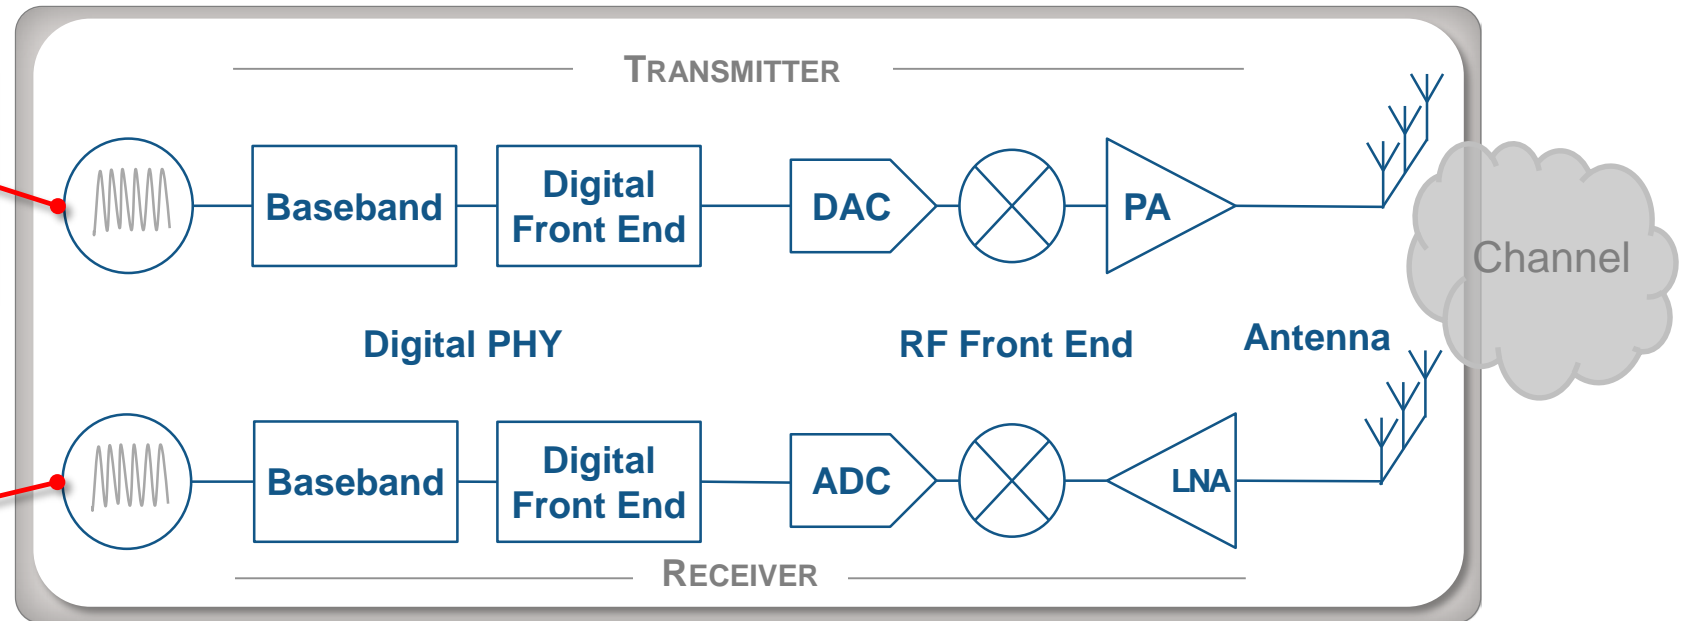 TRANSMITTER
Baseband
Digital
Front End
DAC
PA
Channel
Digital PHY
RF Front End
Antenna
Baseband
Digital
Front End
ADC
LNA
RECEIVER